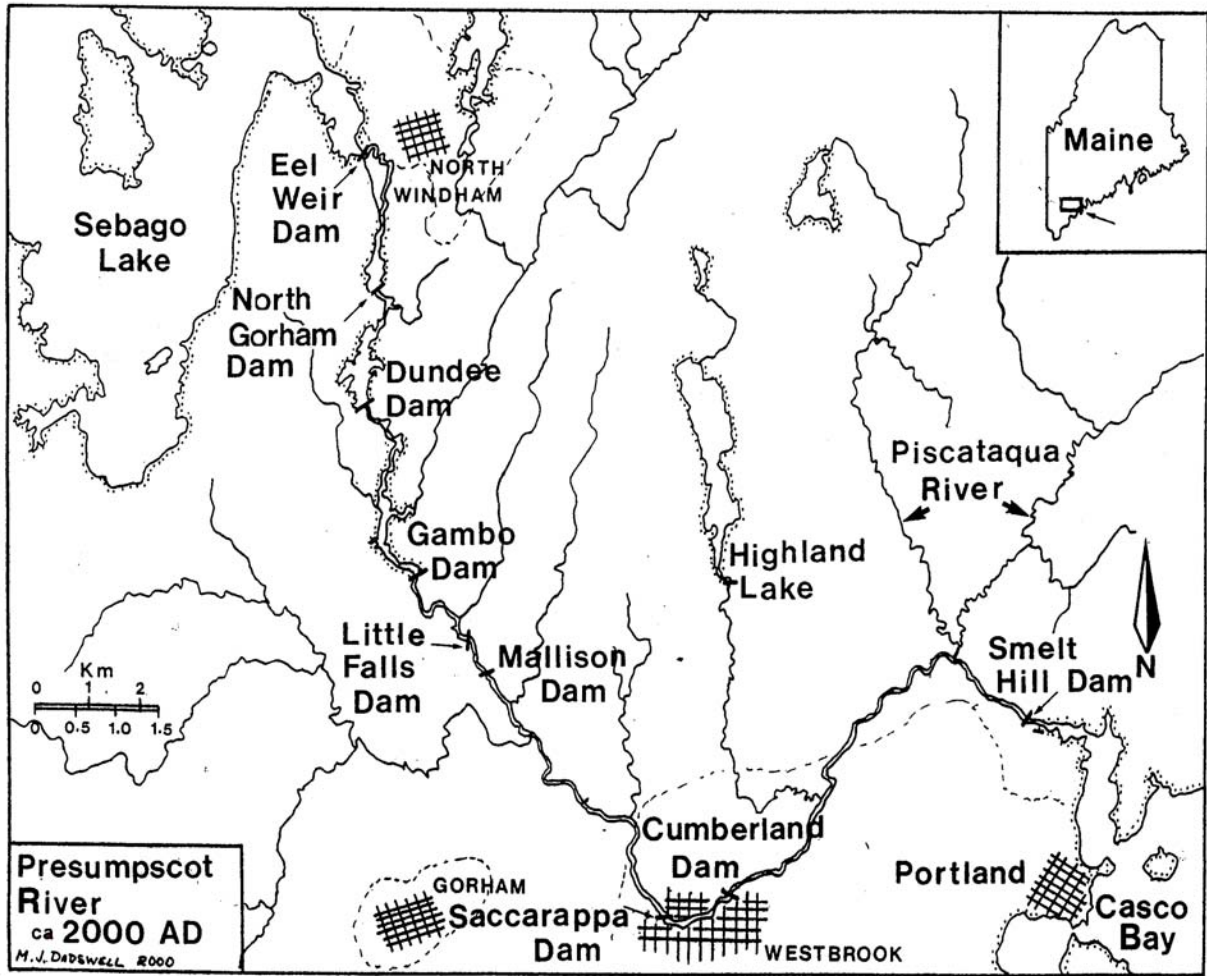 Maine
Eel
Weir
Dam
NORTH
WINDHAM
Sebago
Lake
North
Gorham
Dam
Dundee
Dam
Piscataqua
River
Gambo
Dam
Highland
Lake
Little
Falls
Dam
Mallison
Dam
Smelt
Hill Dam
N
Km
0 1 2
0 0.5 1.0 1.5
Cumberland
Dam
Portland
Casco
Bay
GORHAM
Saccarappa
Dam
WESTBROOK
Presumpscot
River
ca 2000 AD
M.J. DADSWELL 2000